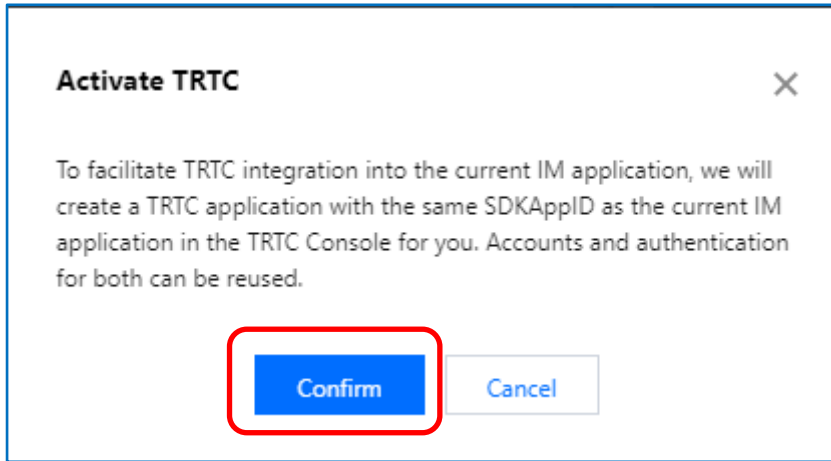 Activate TRTC
To facilitate TRTC integration into the current IM application, we will
create a TRTC application with the same SDKAppID as the current IM
application in the TRTC Console for you. Accounts and authentication
for both can be reused.
Confirm
Cancel